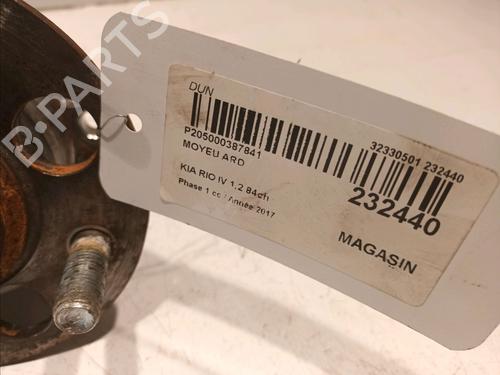 B-PARTS
DUN
P205000387841
32330501 232440
MOYEU ARD
232440
KIA RIO IV 1.2 84ch
Phase 1 cc / Année 2017
MAGASIN